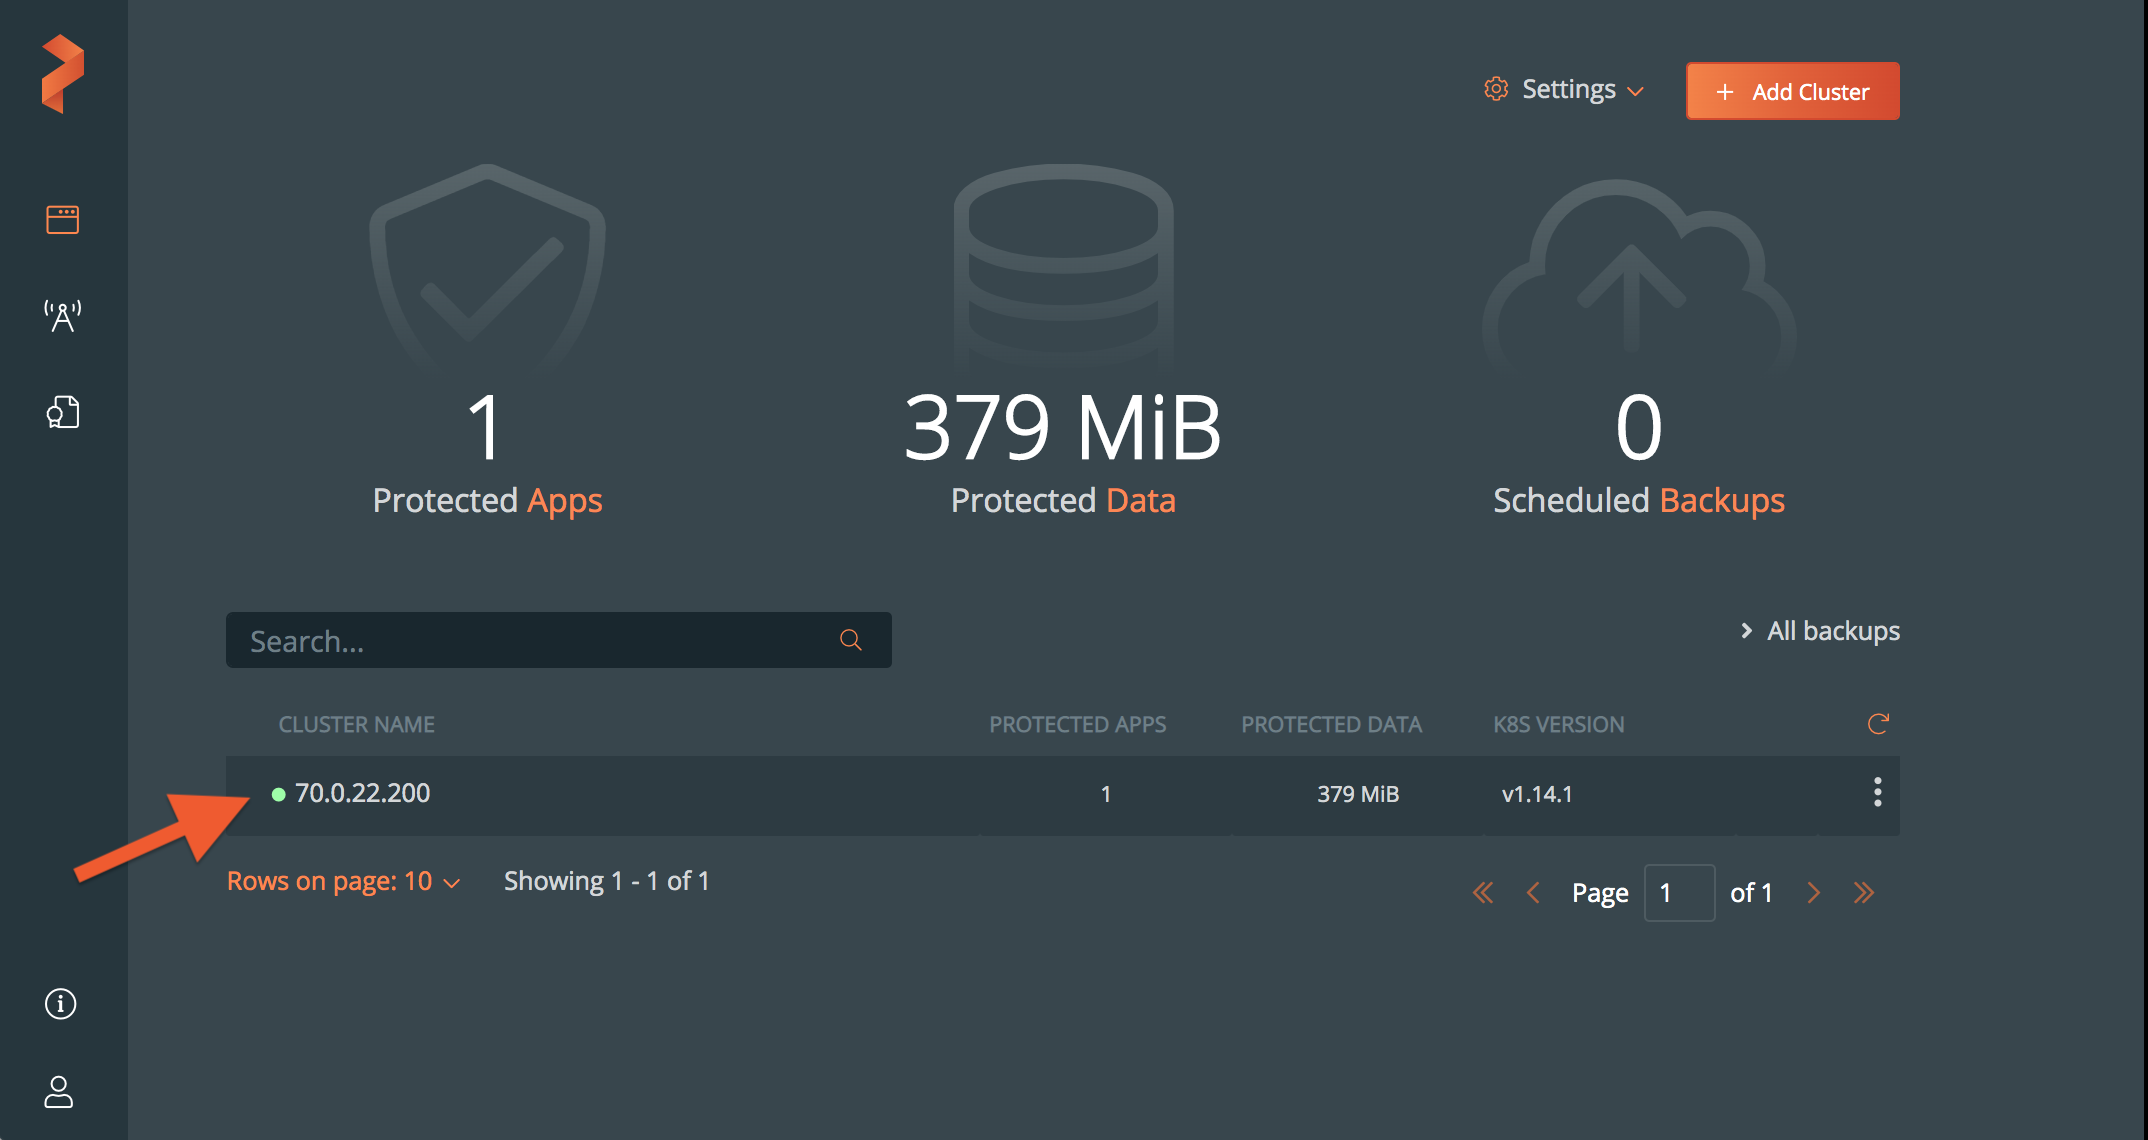 Settings
+ Add Cluster
1
Protected Apps
379 MiB
Protected Data
0
Scheduled Backups
Search...
All backups
CLUSTER NAME PROTECTED APPS PROTECTED DATA K8S VERSION
70.0.22.200 1 379 MiB v1.14.1
Rows on page: 10 Showing 1 - 1 of 1
Page 1 of 1